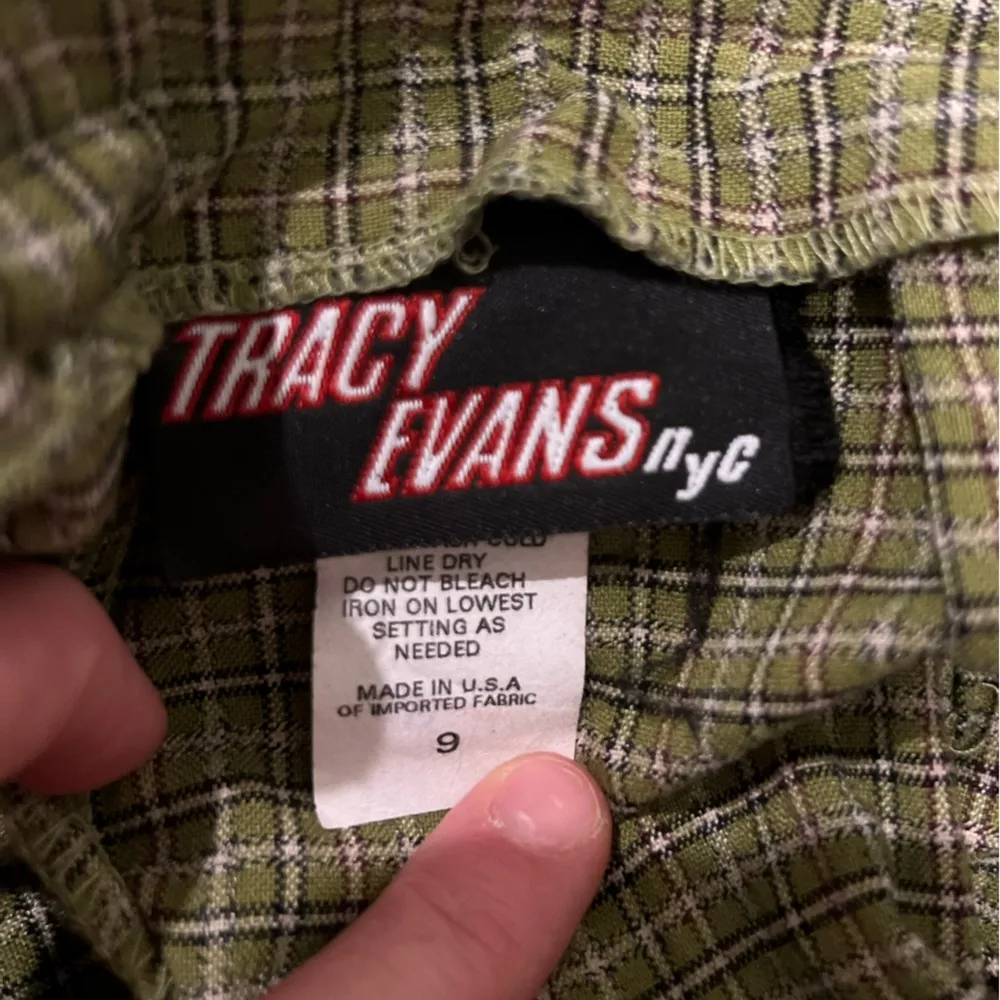 TRACY
EVANS nyc
COLD
LINE DRY
DO NOT BLEACH
IRON ON LOWEST
SETTING AS
NEEDED
MADE IN U.S.A
OF IMPORTED FABRIC
9